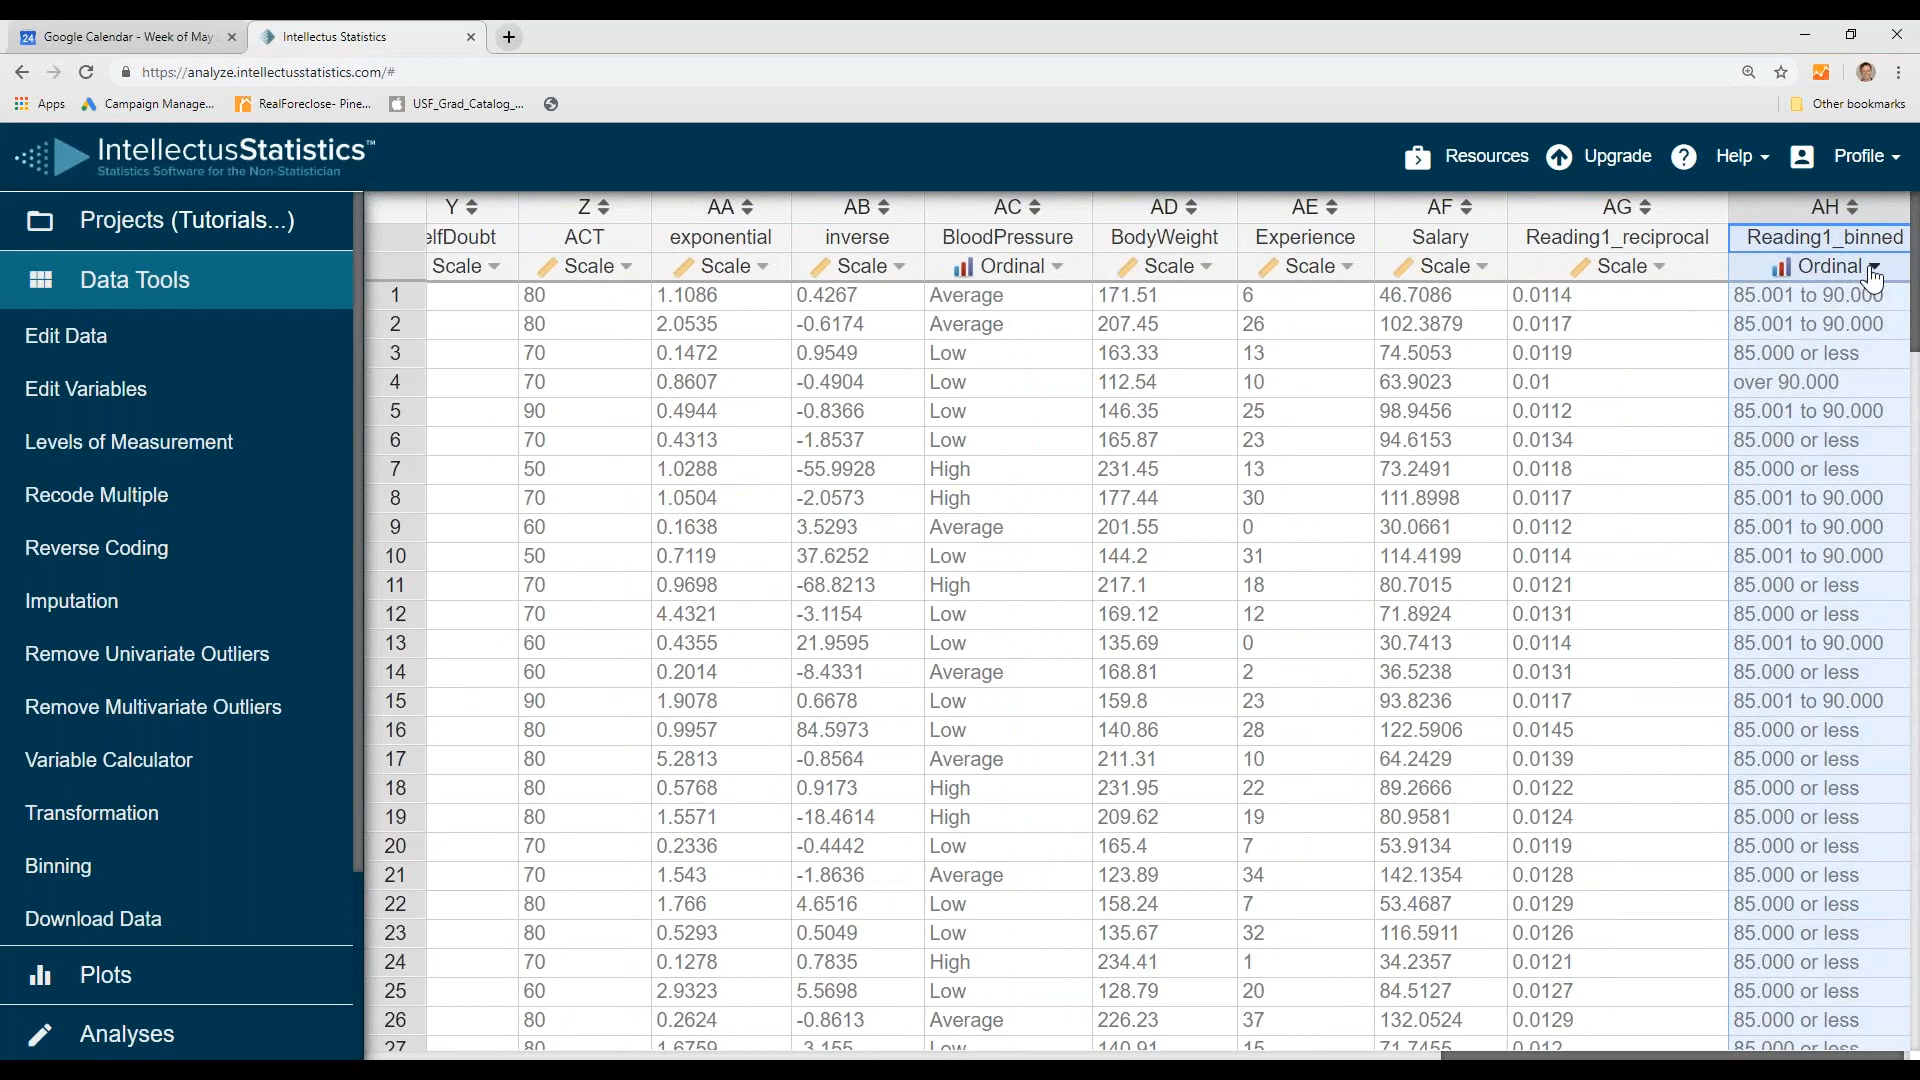 Google Calendar - Week of May
Intellectus Statistics
https://analyze.intellectusstatistics.com/#
Apps
Campaign Manage...
RealForeclose- Pine...
USF_Grad_Catalog_...
Other bookmarks
IntellectusStatistics™
Statistics Software for the Non-Statistician
Resources
Upgrade
Help
Profile
Projects (Tutorials...)
Data Tools
Edit Data
Edit Variables
Levels of Measurement
Recode Multiple
Reverse Coding
Imputation
Remove Univariate Outliers
Remove Multivariate Outliers
Variable Calculator
Transformation
Binning
Download Data
Plots
Analyses
Y Z AA AB AC AD AE AF AG AH
elfDoubt ACT exponential inverse BloodPressure BodyWeight Experience Salary Reading1_reciprocal Reading1_binned
Scale Scale Scale Scale Ordinal Scale Scale Scale Scale Ordinal
1 80 1.1086 0.4267 Average 171.51 6 46.7086 0.0114 85.001 to 90.000
2 80 2.0535 -0.6174 Average 207.45 26 102.3879 0.0117 85.001 to 90.000
3 70 0.1472 0.9549 Low 163.33 13 74.5053 0.0119 85.000 or less
4 70 0.8607 -0.4904 Low 112.54 10 63.9023 0.01 over 90.000
5 90 0.4944 -0.8366 Low 146.35 25 98.9456 0.0112 85.001 to 90.000
6 70 0.4313 -1.8537 Low 165.87 23 94.6153 0.0134 85.000 or less
7 50 1.0288 -55.9928 High 231.45 13 73.2491 0.0118 85.000 or less
8 70 1.0504 -2.0573 High 177.44 30 111.8998 0.0117 85.001 to 90.000
9 60 0.1638 3.5293 Average 201.55 0 30.0661 0.0112 85.001 to 90.000
10 50 0.7119 37.6252 Low 144.2 31 114.4199 0.0114 85.001 to 90.000
11 70 0.9698 -68.8213 High 217.1 18 80.7015 0.0121 85.000 or less
12 70 4.4321 -3.1154 Low 169.12 12 71.8924 0.0131 85.000 or less
13 60 0.4355 21.9595 Low 135.69 0 30.7413 0.0114 85.001 to 90.000
14 60 0.2014 -8.4331 Average 168.81 2 36.5238 0.0131 85.000 or less
15 90 1.9078 0.6678 Low 159.8 23 93.8236 0.0117 85.001 to 90.000
16 80 0.9957 84.5973 Low 140.86 28 122.5906 0.0145 85.000 or less
17 80 5.2813 -0.8564 Average 211.31 10 64.2429 0.0139 85.000 or less
18 80 0.5768 0.9173 High 231.95 22 89.2666 0.0122 85.000 or less
19 80 1.5571 -18.4614 High 209.62 19 80.9581 0.0124 85.000 or less
20 70 0.2336 -0.4442 Low 165.4 7 53.9134 0.0119 85.000 or less
21 70 1.543 -1.8636 Average 123.89 34 142.1354 0.0128 85.000 or less
22 80 1.766 4.6516 Low 158.24 7 53.4687 0.0129 85.000 or less
23 80 0.5293 0.5049 Low 135.67 32 116.5911 0.0126 85.000 or less
24 70 0.1278 0.7835 High 234.41 1 34.2357 0.0121 85.000 or less
25 60 2.9323 5.5698 Low 128.79 20 84.5127 0.0127 85.000 or less
26 80 0.2624 -0.8613 Average 226.23 37 132.0524 0.0129 85.000 or less
27 80 1.6759 Low 140.91 15 71.7455 0.012 85.000 or less